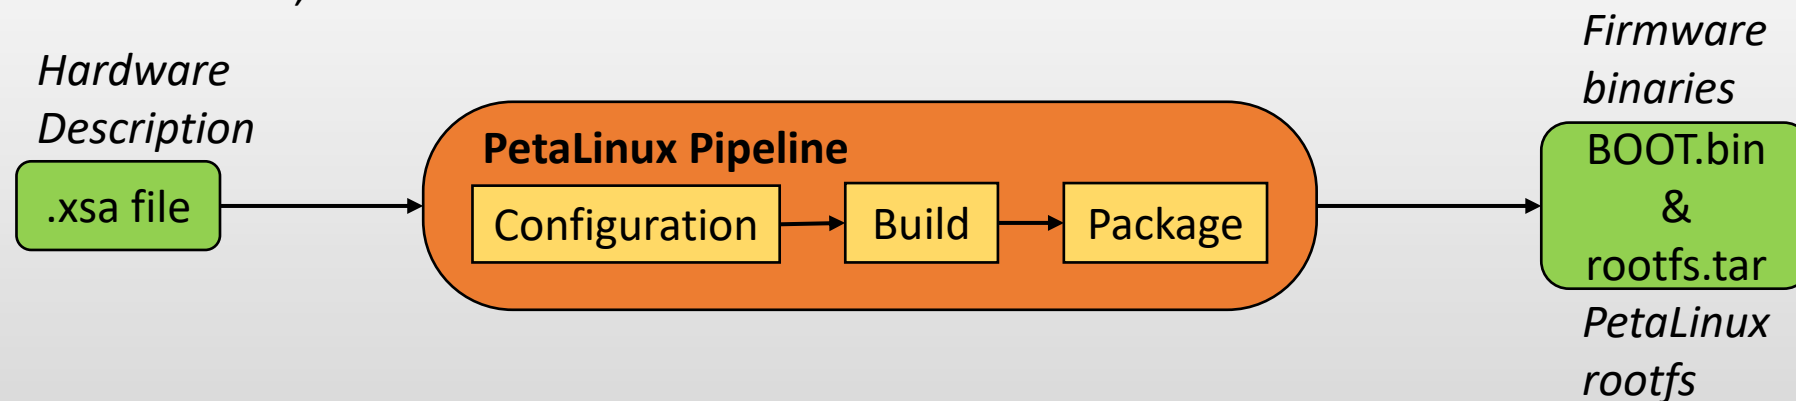 Hardware
Description
.xsa file
PetaLinux Pipeline
Configuration
Build
Package
Firmware
binaries
BOOT.bin
&
rootfs.tar
PetaLinux
rootfs